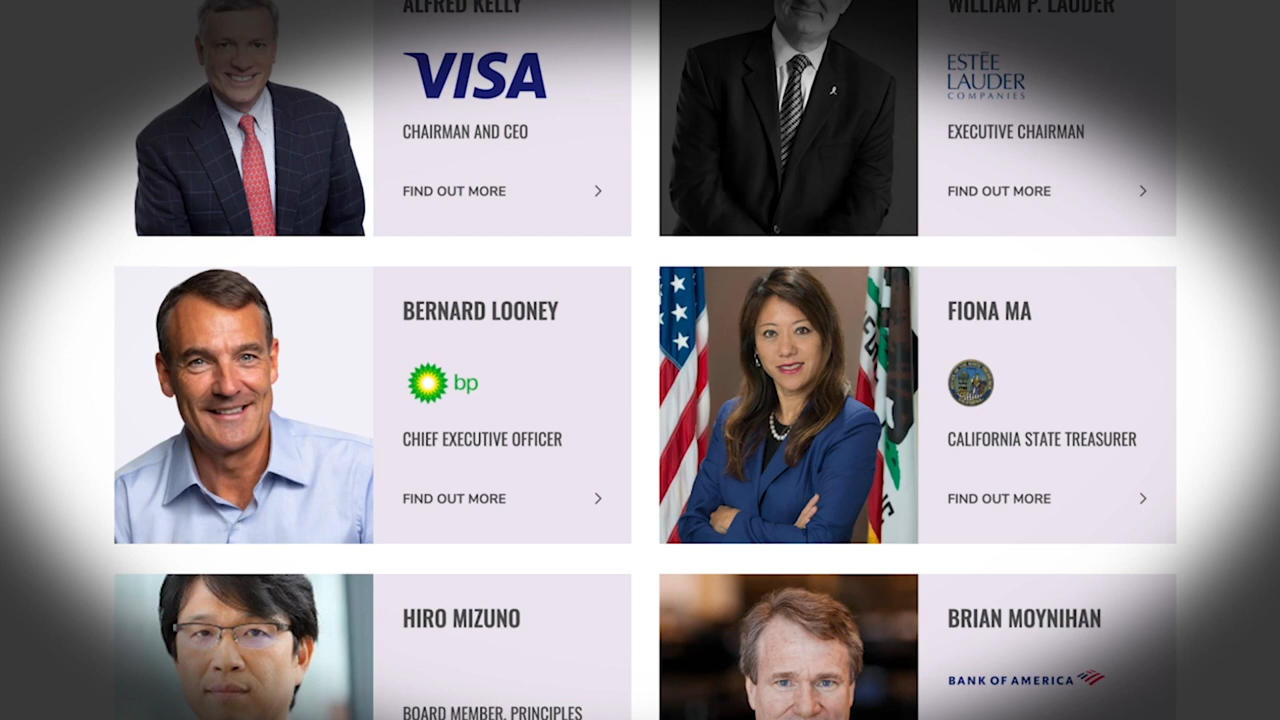 ALFRED KELLY
VISA
CHAIRMAN AND CEO
FIND OUT MORE
WILLIAM P. LAUDER
ESTĒE
LAUDER
COMPANIES
EXECUTIVE CHAIRMAN
FIND OUT MORE
BERNARD LOONEY
bp
CHIEF EXECUTIVE OFFICER
FIND OUT MORE
FIONA MA
CALIFORNIA STATE TREASURER
FIND OUT MORE
HIRO MIZUNO
BOARD MEMBER, PRINCIPLES
BRIAN MOYNIHAN
BANK OF AMERICA